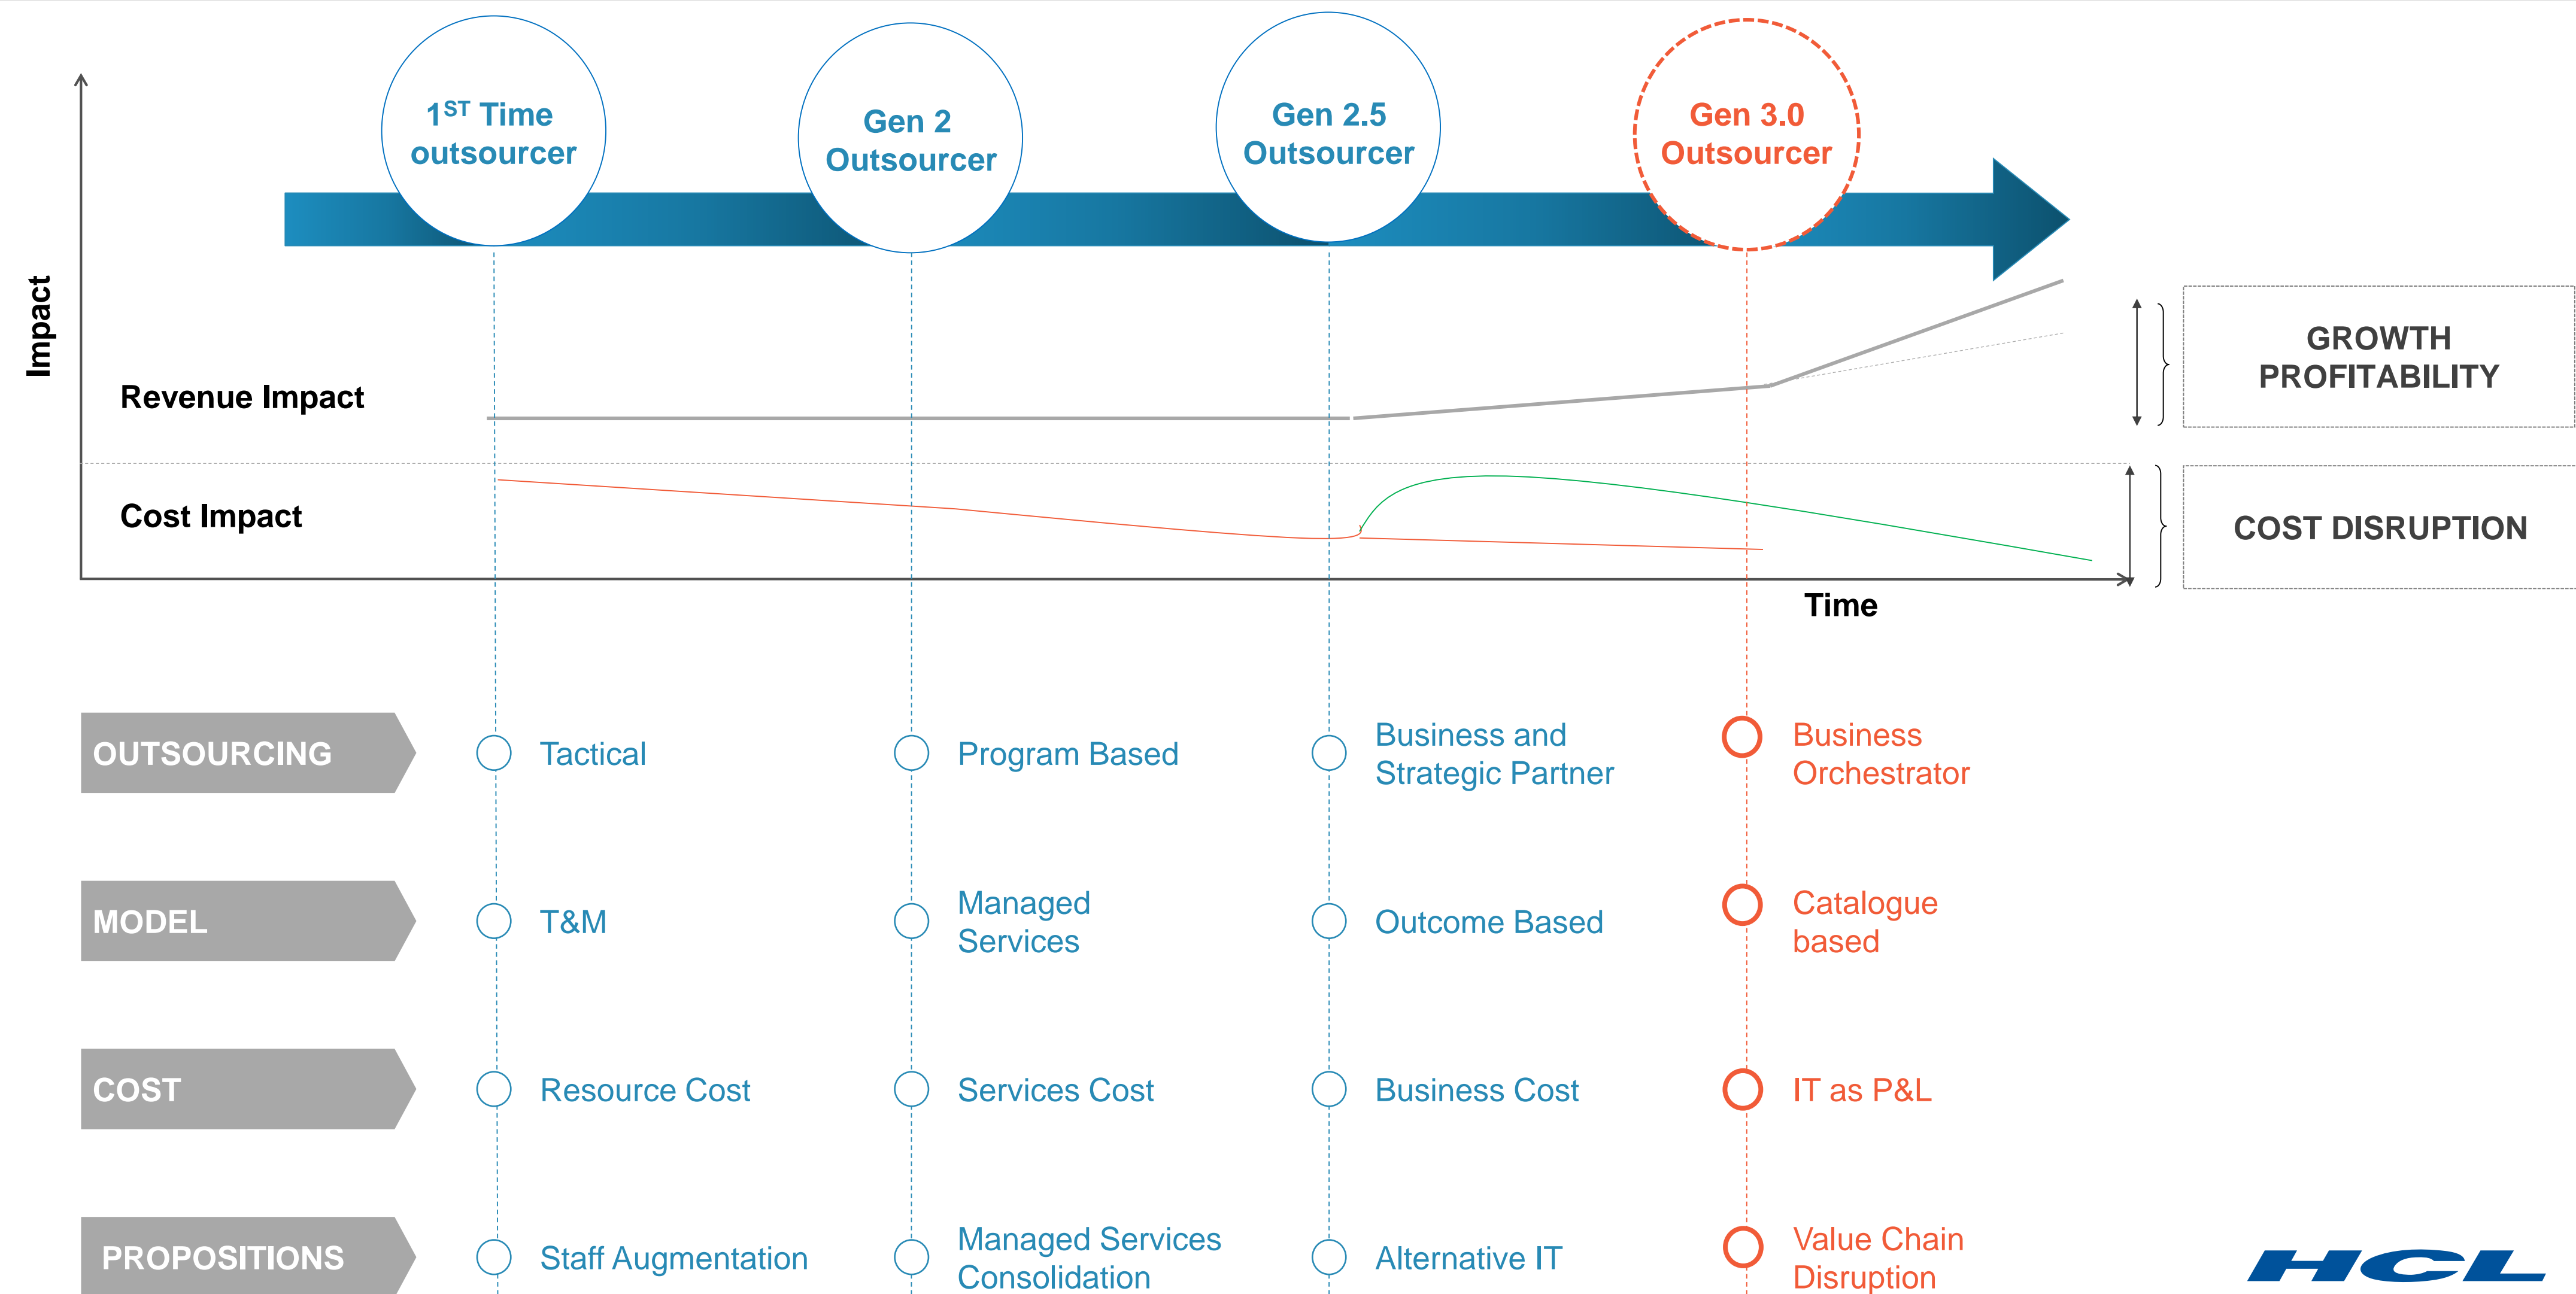 1ST Time
outsourcer
Gen 2
Outsourcer
Gen 2.5
Outsourcer
Gen 3.0
Outsourcer
Impact
Revenue Impact
GROWTH
PROFITABILITY
Cost Impact
COST DISRUPTION
Time
OUTSOURCING
Tactical
Program Based
Business and
Strategic Partner
Business
Orchestrator
MODEL
T&M
Managed
Services
Outcome Based
Catalogue
based
COST
Resource Cost
Services Cost
Business Cost
IT as P&L
PROPOSITIONS
Staff Augmentation
Managed Services
Consolidation
Alternative IT
Value Chain
Disruption
HCL